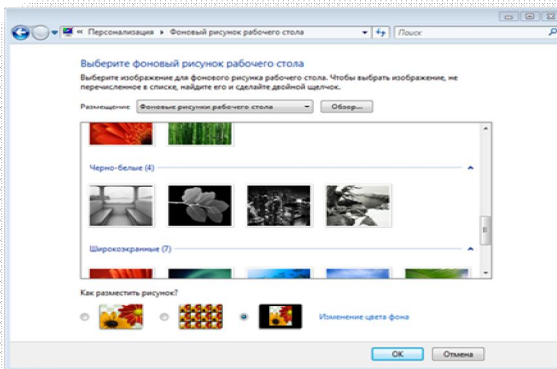 « Персонализация ▸ Фоновый рисунок рабочего стола
Поиск
Выберите фоновый рисунок рабочего стола
Выберите изображение для фонового рисунка рабочего стола. Чтобы выбрать изображение, не
перечисленное в списке, найдите его и сделайте двойной щелчок.
Размещение Фоновые рисунки рабочего стола Обзор...
Черно-белые (4)
Широкоэкранные (7)
Как разместить рисунок?
Изменение цвета фона
OK Отмена